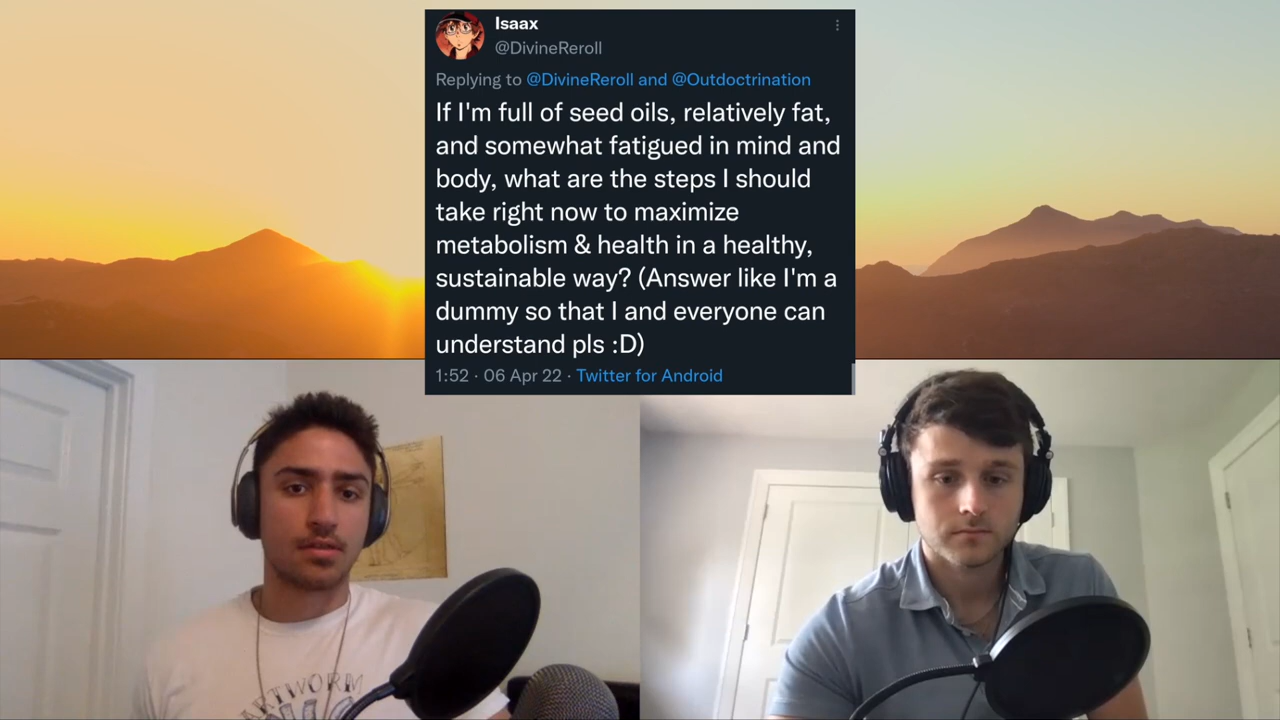 Isaax
@DivineReroll
Replying to @DivineReroll and @Outdoctrination
If I'm full of seed oils, relatively fat,
and somewhat fatigued in mind and
body, what are the steps I should
take right now to maximize
metabolism & health in a healthy,
sustainable way? (Answer like I'm a
dummy so that I and everyone can
understand pls :D)
1:52 · 06 Apr 22 · Twitter for Android
ARTWORM